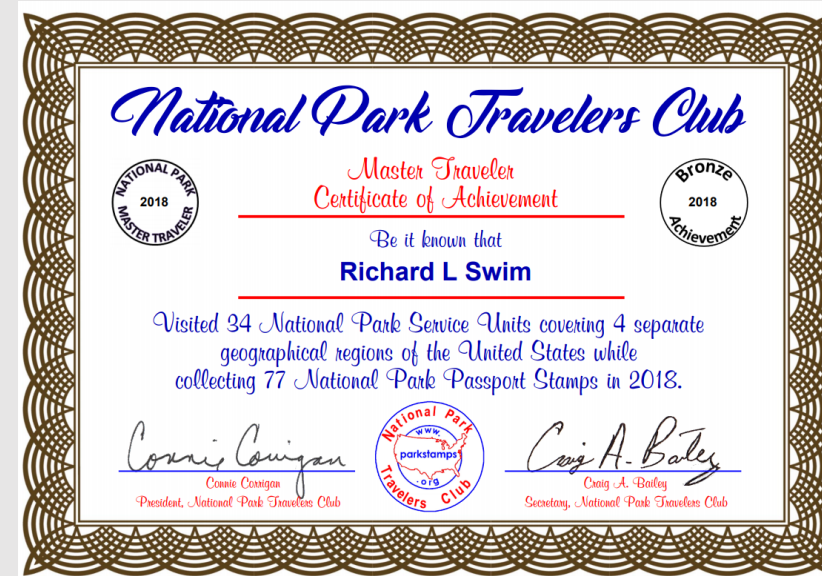 National Park Travelers Club
Master Traveler
Certificate of Achievement
NATIONAL PARK
2018
MASTER TRAVELER
Bronze
2018
Achievement
Be it known that
Richard L Swim
Visited 34 National Park Service Units covering 4 separate
geographical regions of the United States while
collecting 77 National Park Passport Stamps in 2018.
Connie Corrigan
Connie Corrigan
President, National Park Travelers Club
National Park
www.
parkstamps
.org
Travelers Club
Craig A. Bailey
Craig A. Bailey
Secretary, National Park Travelers Club